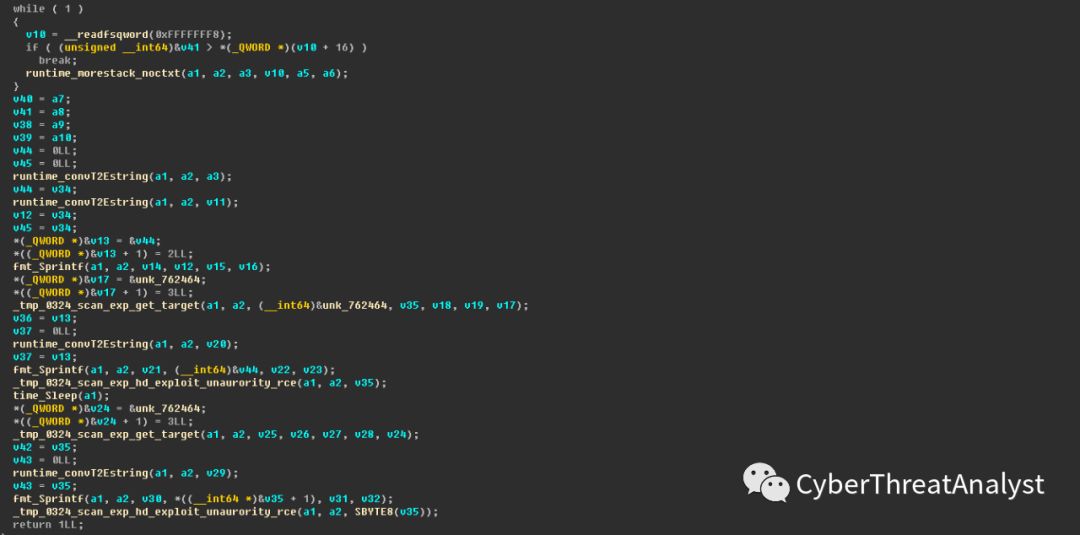 while ( 1 )
{
v10 = __readfsqword(0xFFFFFFF8);
if ( (unsigned __int64)&v41 > *(_QWORD *)(v10 + 16) )
break;
runtime_morestack_noctxt(a1, a2, a3, v10, a5, a6);
}
v40 = a7;
v41 = a8;
v38 = a9;
v39 = a10;
v44 = 0LL;
v45 = 0LL;
runtime_convT2Estring(a1, a2, a3);
v44 = v34;
runtime_convT2Estring(a1, a2, v11);
v12 = v34;
v45 = v34;
*(_QWORD *)&v13 = &v44;
*((_QWORD *)&v13 + 1) = 2LL;
fmt_Sprintf(a1, a2, v14, v12, v15, v16);
*(_QWORD *)&v17 = &unk_762464;
*((_QWORD *)&v17 + 1) = 3LL;
_tmp_0324_scan_exp_get_target(a1, a2, (__int64)&unk_762464, v35, v18, v19, v17);
v36 = v13;
v37 = 0LL;
runtime_convT2Estring(a1, a2, v20);
v37 = v13;
fmt_Sprintf(a1, a2, v21, (__int64)&v44, v22, v23);
_tmp_0324_scan_exp_hd_exploit_unaurority_rce(a1, a2, v35);
time_Sleep(a1);
*(_QWORD *)&v24 = &unk_762464;
*((_QWORD *)&v24 + 1) = 3LL;
_tmp_0324_scan_exp_get_target(a1, a2, v25, v26, v27, v28, v24);
v42 = v35;
v43 = 0LL;
runtime_convT2Estring(a1, a2, v29);
v43 = v35;
fmt_Sprintf(a1, a2, v30, *((__int64 *)&v35 + 1), v31, v32);
_tmp_0324_scan_exp_hd_exploit_unaurority_rce(a1, a2, SBYTE8(v35));
return 1LL;
CyberThreatAnalyst